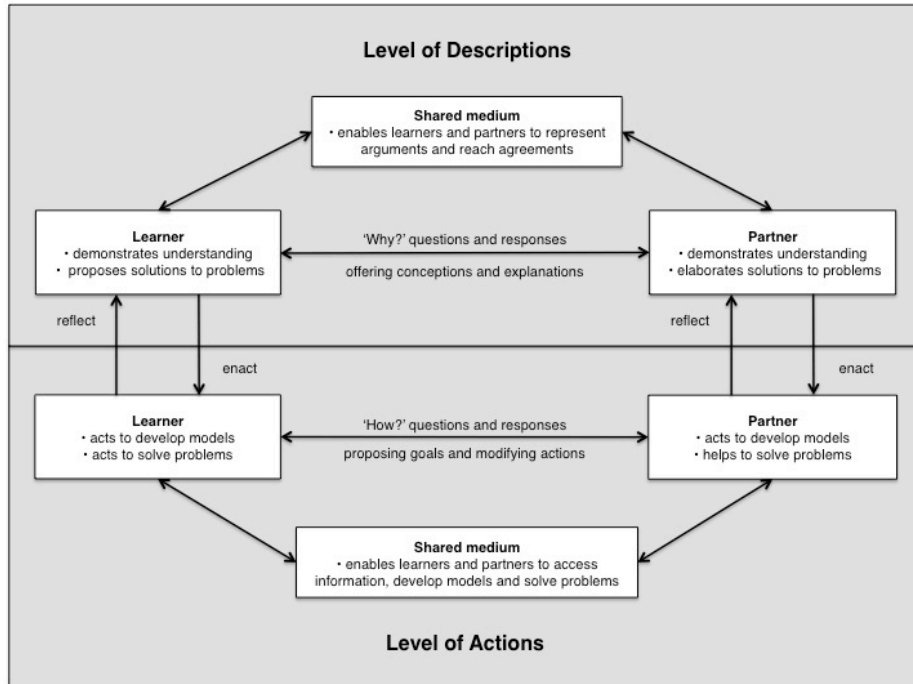 Level of Descriptions
Shared medium
• enables learners and partners to represent
arguments and reach agreements
Learner
• demonstrates understanding
• proposes solutions to problems
'Why?' questions and responses
offering conceptions and explanations
Partner
• demonstrates understanding
• elaborates solutions to problems
reflect
reflect
enact
enact
Learner
• acts to develop models
• acts to solve problems
'How?' questions and responses
proposing goals and modifying actions
Partner
• acts to develop models
• helps to solve problems
Shared medium
• enables learners and partners to access
information, develop models and solve problems
Level of Actions